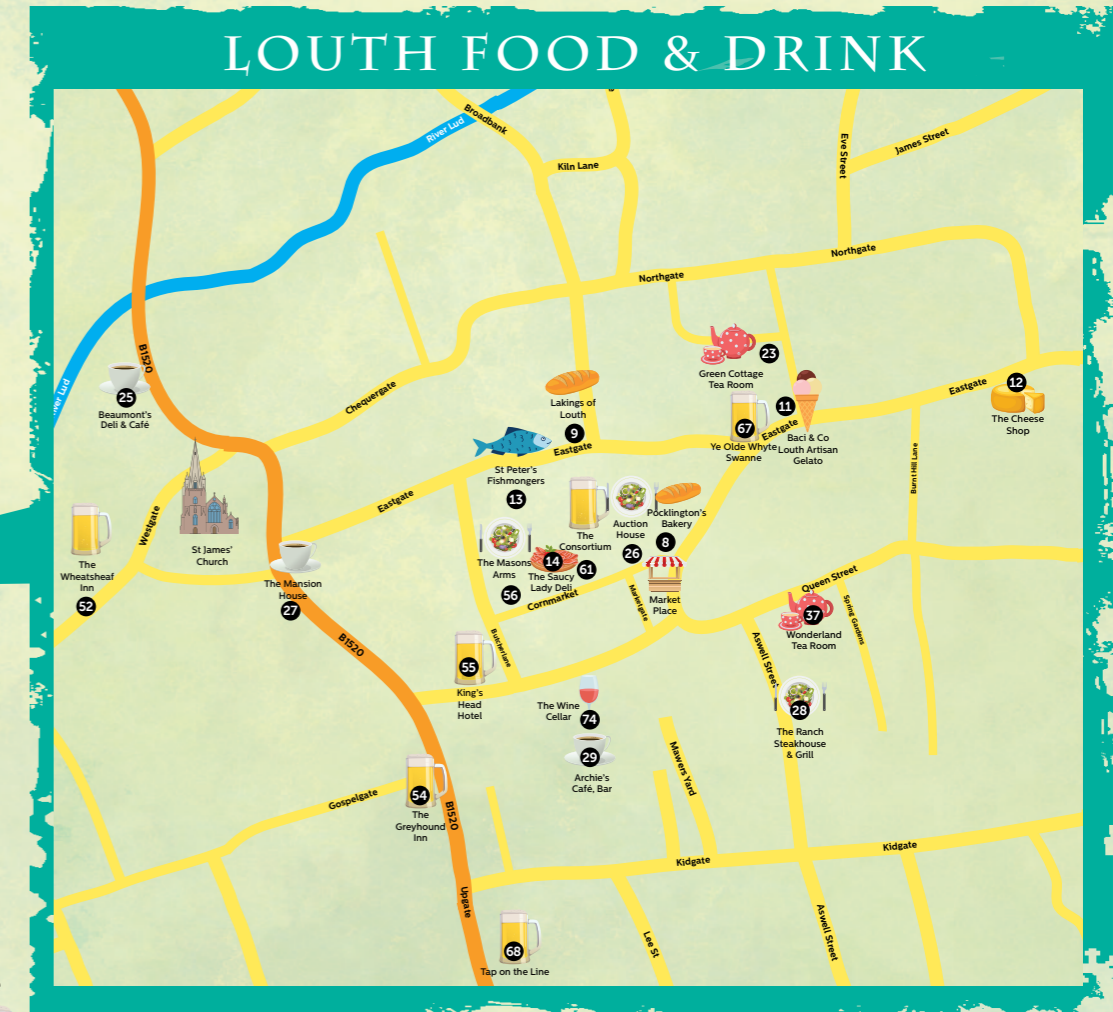 LOUTH FOOD & DRINK
Broadbank
River Lud
Kiln Lane
Eve Street
James Street
Northgate
Northgate
B1520
Chequergate
25
Beaumont's
Deli & Café
Lakings of
Louth
9
Eastgate
23
Green Cottage
Tea Room
11
67
Ye Olde Whyte
Swanne
Eastgate
Baci & Co
Louth Artisan
Gelato
Eastgate
12
The Cheese
Shop
Burnt Hill Lane
St Peter's
Fishmongers
13
Eastgate
Westgate
St James'
Church
The
Wheatsheaf
Inn
52
The Mansion
House
27
B1520
The Masons
Arms
56
14
The Saucy
Lady Deli
The
Consortium
61
Auction
House
26
Pocklington's
Bakery
8
Market
Place
Cornmarket
Marketgate
Butcherlane
Queen Street
37
Wonderland
Tea Room
Spring Gardens
Aswell Street
55
King's
Head
Hotel
The Wine
Cellar
74
29
Archie's
Café, Bar
28
The Ranch
Steakhouse
& Grill
Mawers Yard
54
The
Greyhound
Inn
Gospelgate
B1520
Kidgate
Kidgate
Upgate
Lee St
Aswell Street
68
Tap on the Line